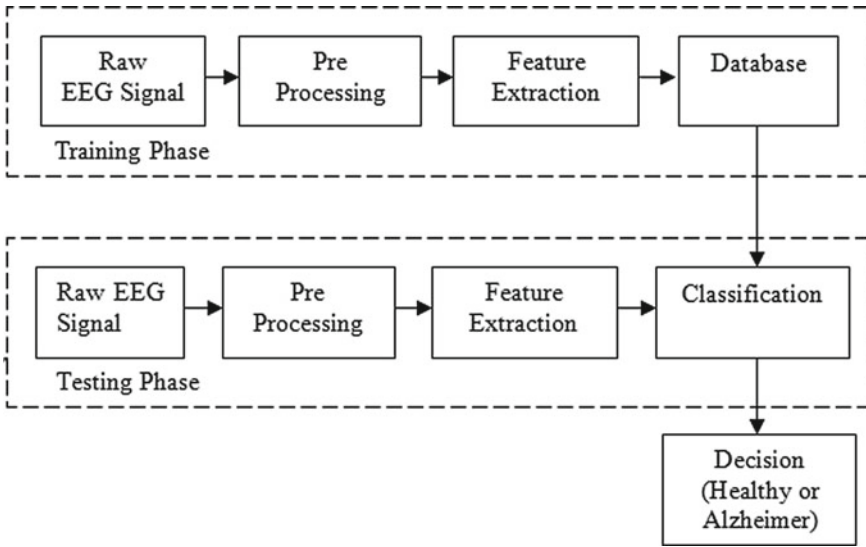 Raw
EEG Signal
Pre
Processing
Feature
Extraction
Database
Training Phase
Raw EEG
Signal
Pre
Processing
Feature
Extraction
Classification
Testing Phase
Decision
(Healthy or
Alzheimer)